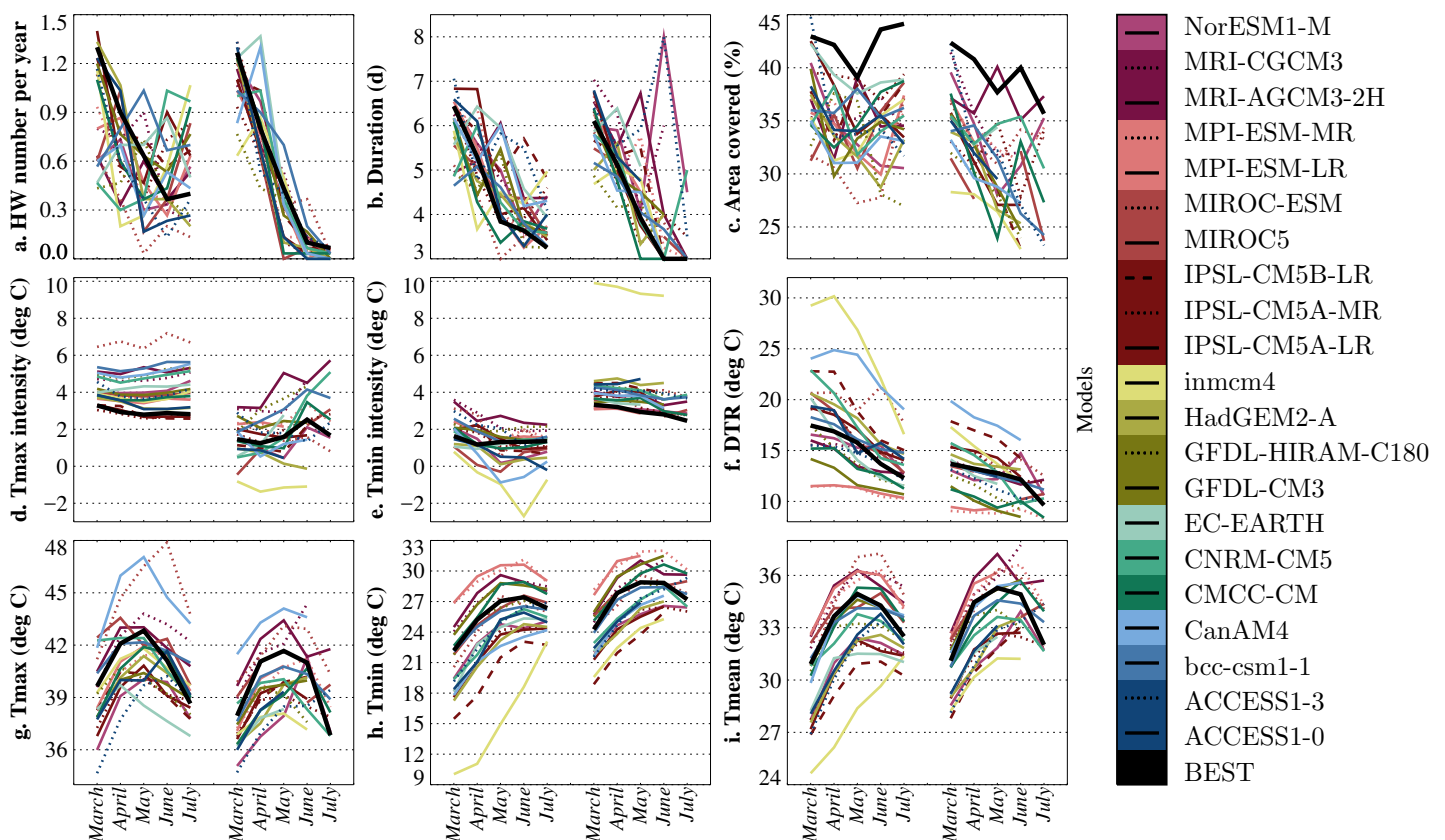 a. HW number per year
1.5
1.2
0.9
0.6
0.3
0.0
b. Duration (d)
8
7
6
5
4
3
c. Area covered (%)
45
40
35
30
25
d. Tmax intensity (deg C)
10
8
6
4
2
0
−2
e. Tmin intensity (deg C)
10
8
6
4
2
0
−2
f. DTR (deg C)
30
25
20
15
10
g. Tmax (deg C)
48
45
42
39
36
h. Tmin (deg C)
33
30
27
24
21
18
15
12
9
i. Tmean (deg C)
36
33
30
27
24
March
April
May
June
July
March
April
May
June
July
March
April
May
June
July
March
April
May
June
July
March
April
May
June
July
March
April
May
June
July
Models
NorESM1-M
MRI-CGCM3
MRI-AGCM3-2H
MPI-ESM-MR
MPI-ESM-LR
MIROC-ESM
MIROC5
IPSL-CM5B-LR
IPSL-CM5A-MR
IPSL-CM5A-LR
inmcm4
HadGEM2-A
GFDL-HIRAM-C180
GFDL-CM3
EC-EARTH
CNRM-CM5
CMCC-CM
CanAM4
bcc-csm1-1
ACCESS1-3
ACCESS1-0
BEST